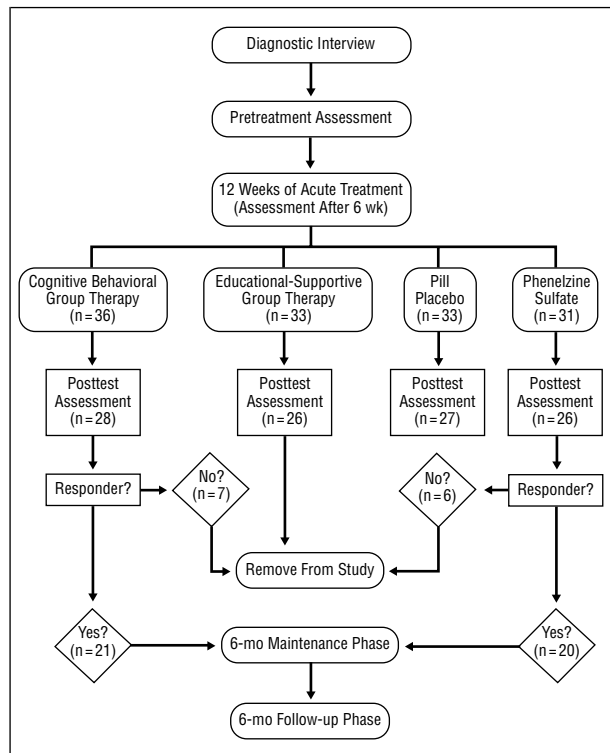 Diagnostic Interview
Pretreatment Assessment
12 Weeks of Acute Treatment
(Assessment After 6 wk)
Cognitive Behavioral
Group Therapy
(n=36)
Educational-Supportive
Group Therapy
(n=33)
Pill
Placebo
(n=33)
Phenelzine
Sulfate
(n=31)
Posttest
Assessment
(n=28)
Posttest
Assessment
(n=26)
Posttest
Assessment
(n=27)
Posttest
Assessment
(n=26)
Responder?
No?
(n=7)
No?
(n=6)
Responder?
Remove From Study
Yes?
(n=21)
6-mo Maintenance Phase
Yes?
(n=20)
6-mo Follow-up Phase